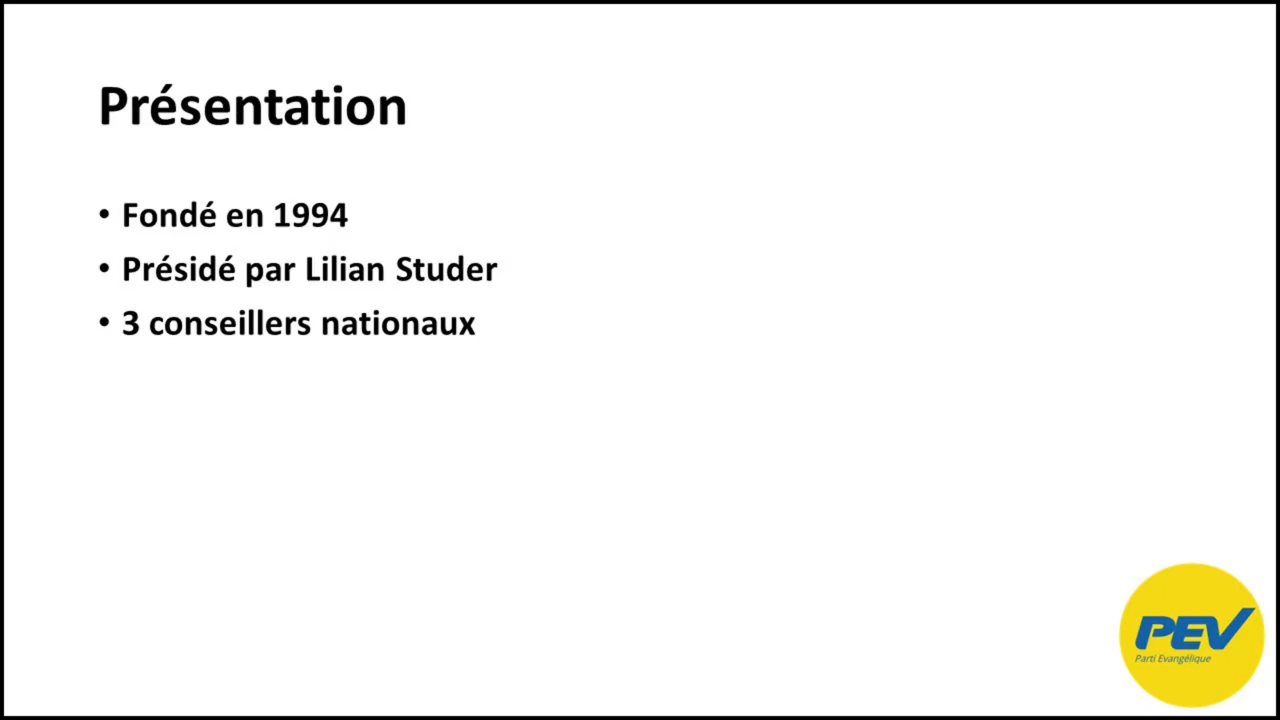 Présentation
• Fondé en 1994
• Présidé par Lilian Studer
• 3 conseillers nationaux
PEV
Parti Evangélique